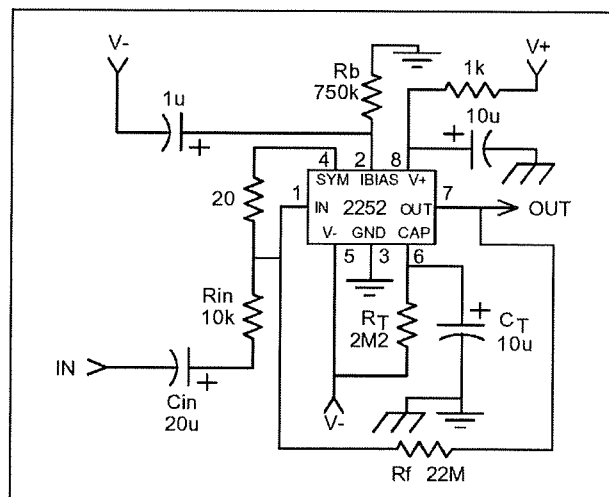 V-
V+
Rb
750k
1k
1u
+
10u
+
4 2 8
SYM IBIAS V+
20
1
IN 2252 OUT
7
OUT
V- GND CAP
5 3 6
Rin
10k
RT
2M2
+
CT
10u
IN
+
Cin
20u
V-
Rf 22M